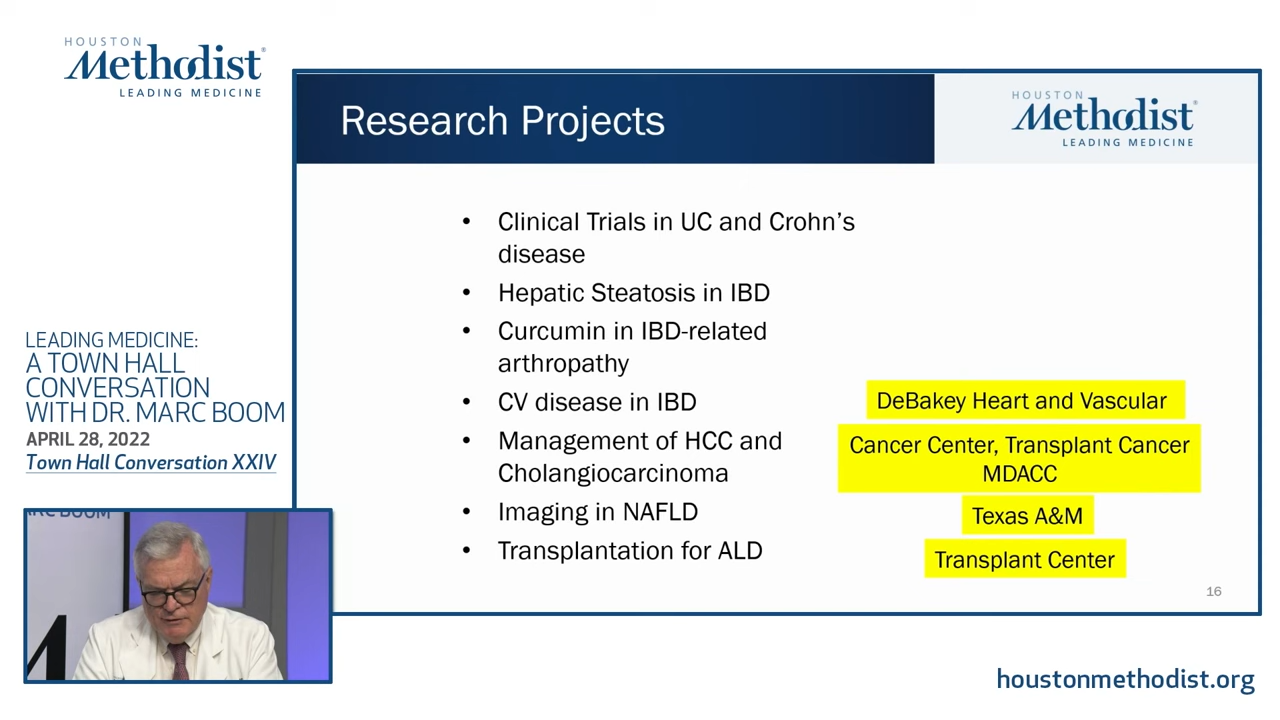 HOUSTON
Methodist®
LEADING MEDICINE
LEADING MEDICINE:
A TOWN HALL
CONVERSATION
WITH DR. MARC BOOM
APRIL 28, 2022
Town Hall Conversation XXIV
Research Projects
HOUSTON
Methodist®
LEADING MEDICINE
• Clinical Trials in UC and Crohn's
disease
• Hepatic Steatosis in IBD
• Curcumin in IBD-related
arthropathy
• CV disease in IBD
DeBakey Heart and Vascular
• Management of HCC and
Cholangiocarcinoma
Cancer Center, Transplant Cancer
MDACC
• Imaging in NAFLD
Texas A&M
• Transplantation for ALD
Transplant Center
16
ARC BOOM
M
houstonmethodist.org